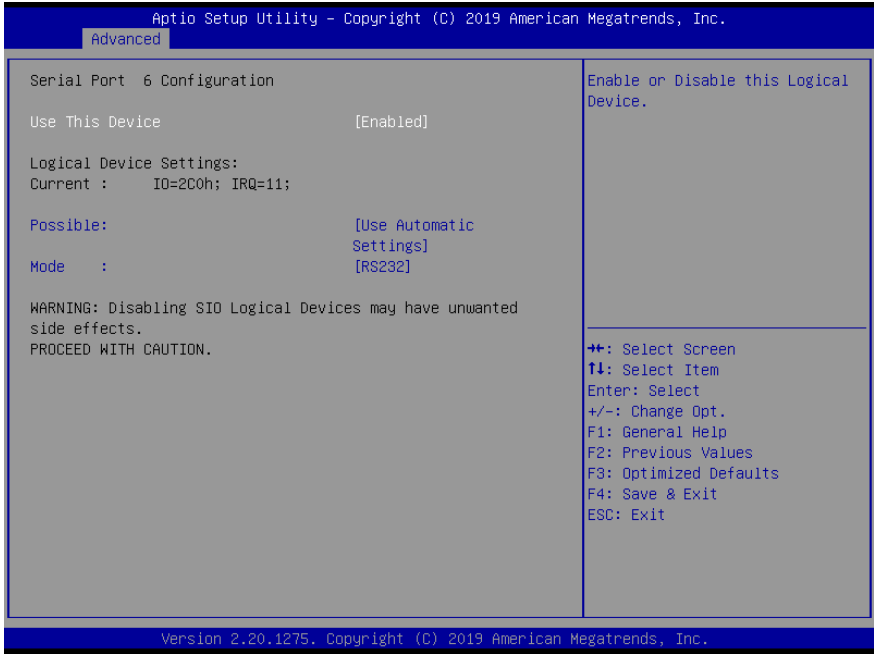 Aptio Setup Utility – Copyright (C) 2019 American Megatrends, Inc.
Advanced
Serial Port  6 Configuration
Use This Device [Enabled]
Logical Device Settings:
Current : IO=2C0h; IRQ=11;
Possible: [Use Automatic
Settings]
Mode : [RS232]
WARNING: Disabling SIO Logical Devices may have unwanted
side effects.
PROCEED WITH CAUTION.
Enable or Disable this Logical
Device.
→←: Select Screen
↑↓: Select Item
Enter: Select
+/-: Change Opt.
F1: General Help
F2: Previous Values
F3: Optimized Defaults
F4: Save & Exit
ESC: Exit
Version 2.20.1275. Copyright (C) 2019 American Megatrends, Inc.